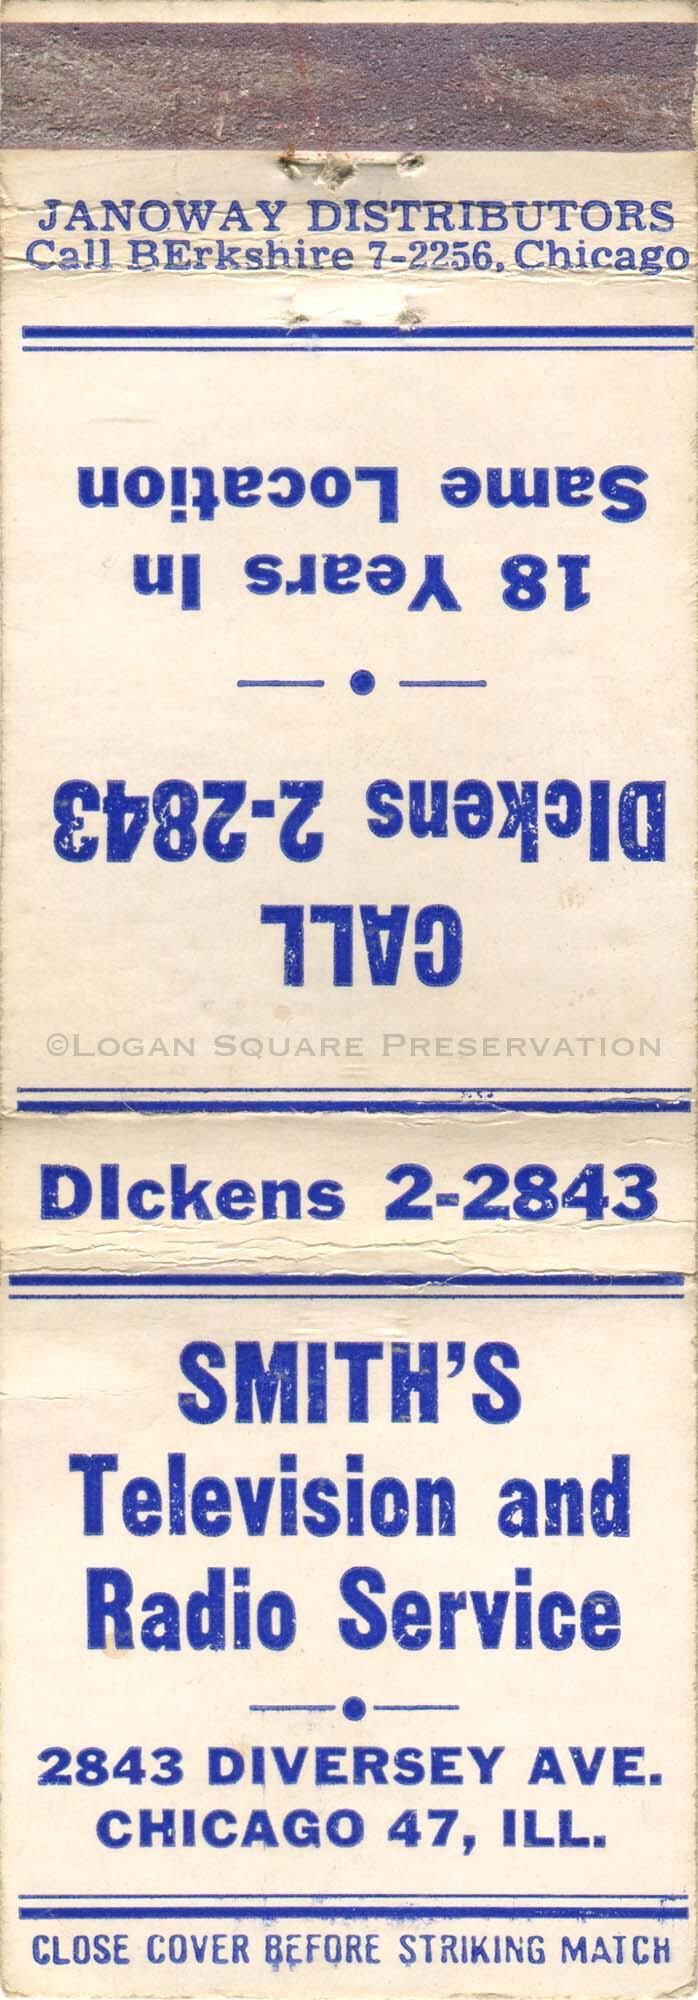 JANOWAY DISTRIBUTORS
Call BErkshire 7-2256, Chicago
CALL
DIckens 2-2843
18 Years In
Same Location
©LOGAN SQUARE PRESERVATION
DIckens 2-2843
SMITH'S
Television and
Radio Service
2843 DIVERSEY AVE.
CHICAGO 47, ILL.
CLOSE COVER BEFORE STRIKING MATCH